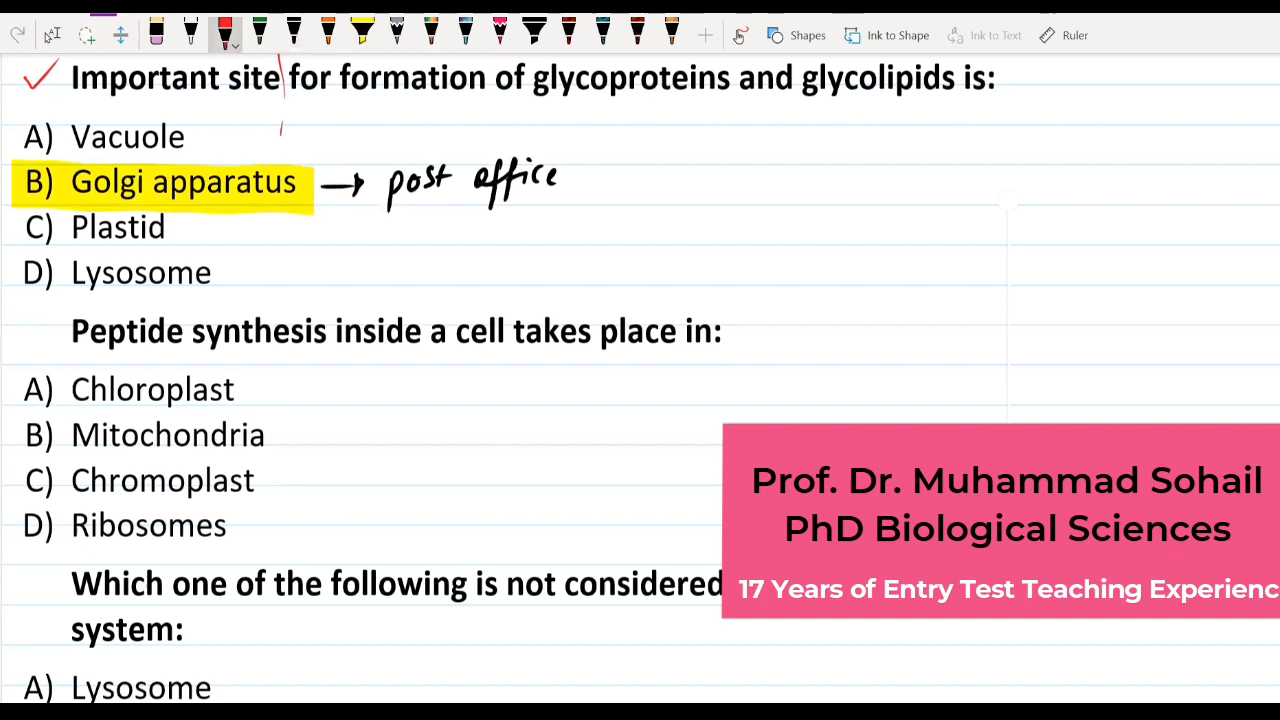 Shapes Ink to Shape Ink to Text Ruler
Important site for formation of glycoproteins and glycolipids is:
A) Vacuole
B) Golgi apparatus → post office
C) Plastid
D) Lysosome
Peptide synthesis inside a cell takes place in:
A) Chloroplast
B) Mitochondria
C) Chromoplast
D) Ribosomes
Which one of the following is not considered
system:
A) Lysosome
Prof. Dr. Muhammad Sohail
PhD Biological Sciences
17 Years of Entry Test Teaching Experienc